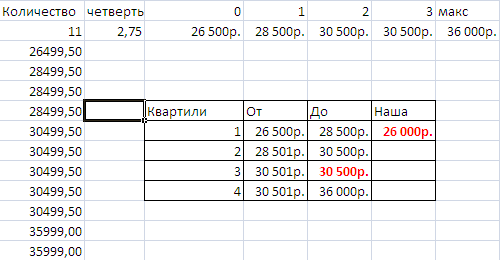 Количество четверть 0 1 2 3 макс
11 2,75 26 500р. 28 500р. 30 500р. 30 500р. 36 000р.
26499,50
28499,50
28499,50
28499,50 Квартили От До Наша
30499,50 1 26 500р. 28 500р. 26 000р.
30499,50 2 28 501р. 30 500р.
30499,50 3 30 501р. 30 500р.
30499,50 4 30 501р. 36 000р.
30499,50
35999,00
35999,00